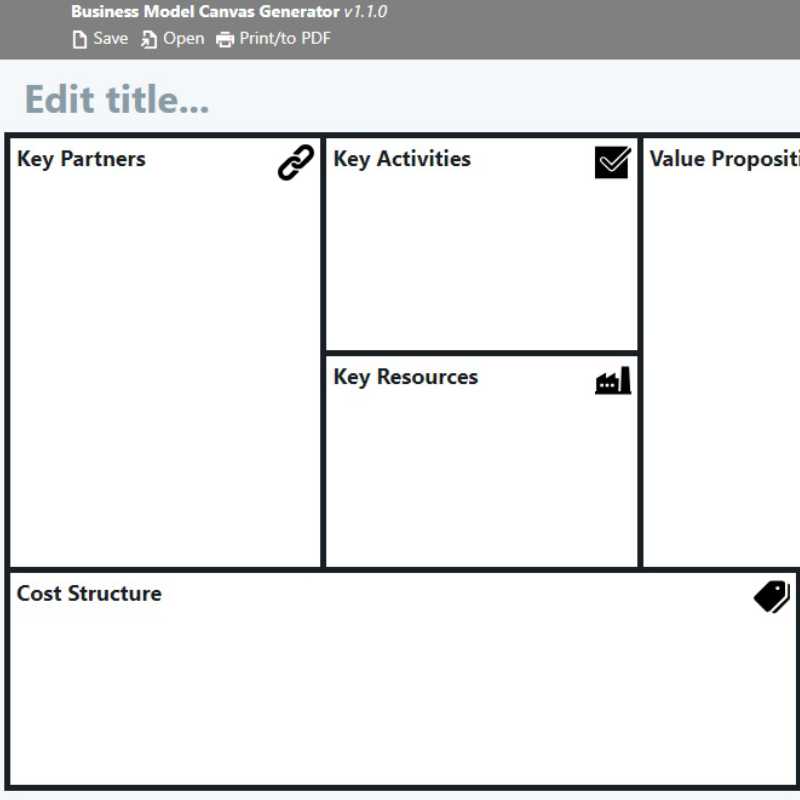 Business Model Canvas Generator v1.1.0
Save Open Print/to PDF
Edit title...
Key Partners
Key Activities
Value Propositi
Key Resources
Cost Structure